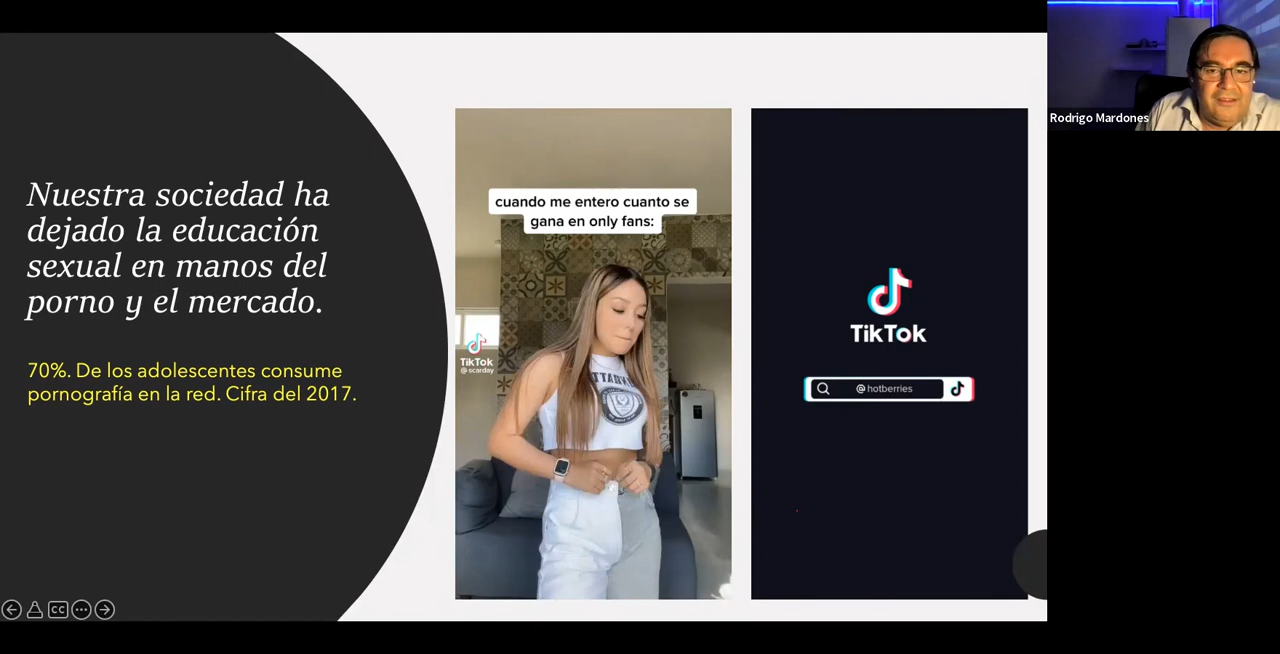 Nuestra sociedad ha
dejado la educación
sexual en manos del
porno y el mercado.
70%. De los adolescentes consume
pornografía en la red. Cifra del 2017.
cuando me entero cuanto se
gana en only fans:
TikTok
@scarday
TikTok
@hotberries
Rodrigo Mardones
CC